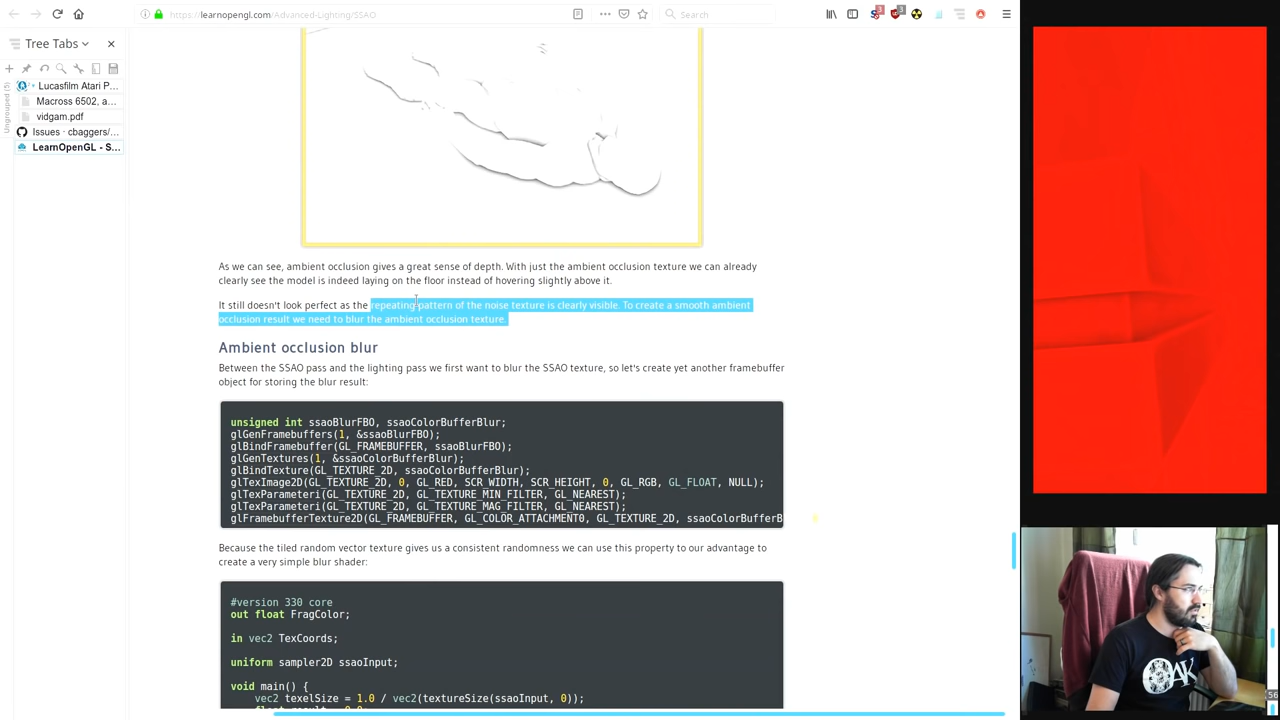 https://learnopengl.com/Advanced-Lighting/SSAO
Search
3
3
Tree Tabs
Ungrouped (5)
Lucasfilm Atari P...
Macross 6502, a...
vidgam.pdf
Issues · cbaggers/...
LearnOpenGL - S...
As we can see, ambient occlusion gives a great sense of depth. With just the ambient occlusion texture we can already
clearly see the model is indeed laying on the floor instead of hovering slightly above it.
It still doesn't look perfect as the repeating pattern of the noise texture is clearly visible. To create a smooth ambient
occlusion result we need to blur the ambient occlusion texture.
Ambient occlusion blur
Between the SSAO pass and the lighting pass we first want to blur the SSAO texture, so let's create yet another framebuffer
object for storing the blur result:
unsigned int ssaoBlurFBO, ssaoColorBufferBlur;
glGenFramebuffers(1, &ssaoBlurFBO);
glBindFramebuffer(GL_FRAMEBUFFER, ssaoBlurFBO);
glGenTextures(1, &ssaoColorBufferBlur);
glBindTexture(GL_TEXTURE_2D, ssaoColorBufferBlur);
glTexImage2D(GL_TEXTURE_2D, 0, GL_RED, SCR_WIDTH, SCR_HEIGHT, 0, GL_RGB, GL_FLOAT, NULL);
glTexParameteri(GL_TEXTURE_2D, GL_TEXTURE_MIN_FILTER, GL_NEAREST);
glTexParameteri(GL_TEXTURE_2D, GL_TEXTURE_MAG_FILTER, GL_NEAREST);
glFramebufferTexture2D(GL_FRAMEBUFFER, GL_COLOR_ATTACHMENT0, GL_TEXTURE_2D, ssaoColorBufferB
Because the tiled random vector texture gives us a consistent randomness we can use this property to our advantage to
create a very simple blur shader:
#version 330 core
out float FragColor;
in vec2 TexCoords;
uniform sampler2D ssaoInput;
void main() {
vec2 texelSize = 1.0 / vec2(textureSize(ssaoInput, 0));
OAK
56